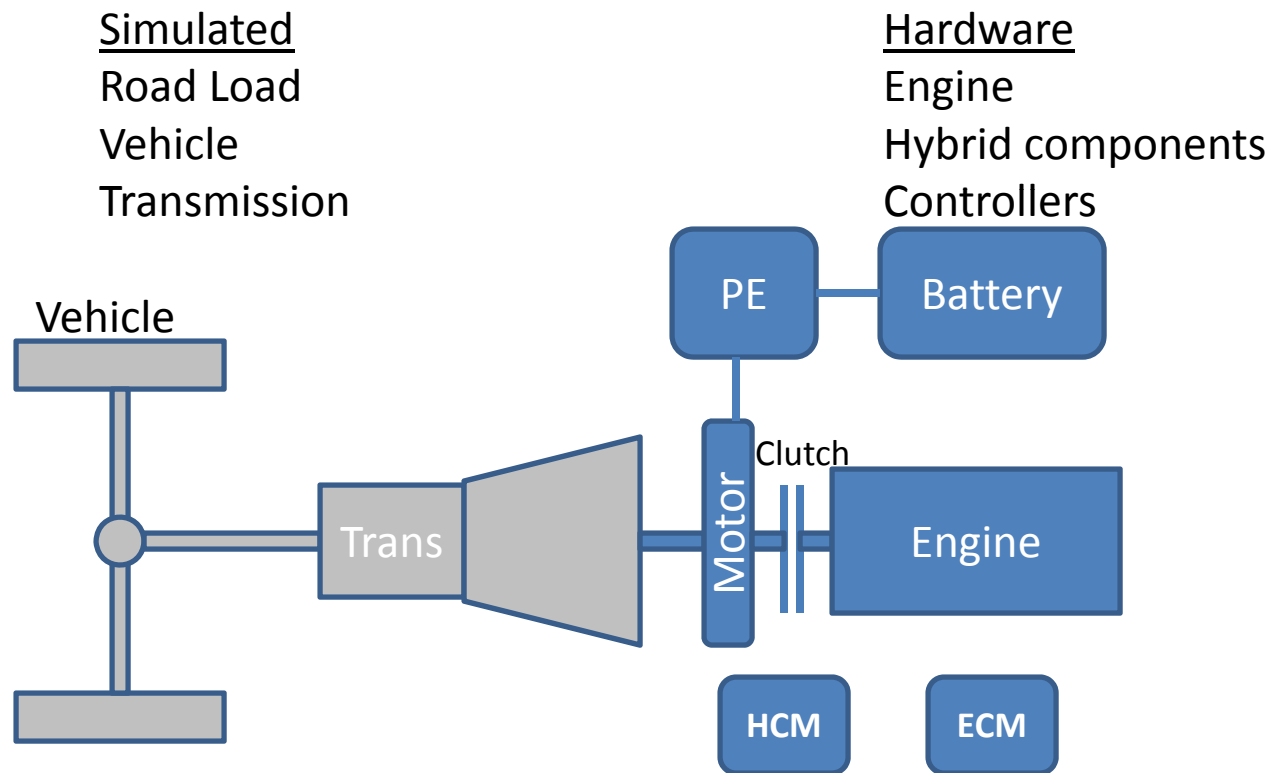 Simulated
Road Load
Vehicle
Transmission
Hardware
Engine
Hybrid components
Controllers
PE
Battery
Vehicle
Clutch
Trans
Motor
Engine
HCM
ECM